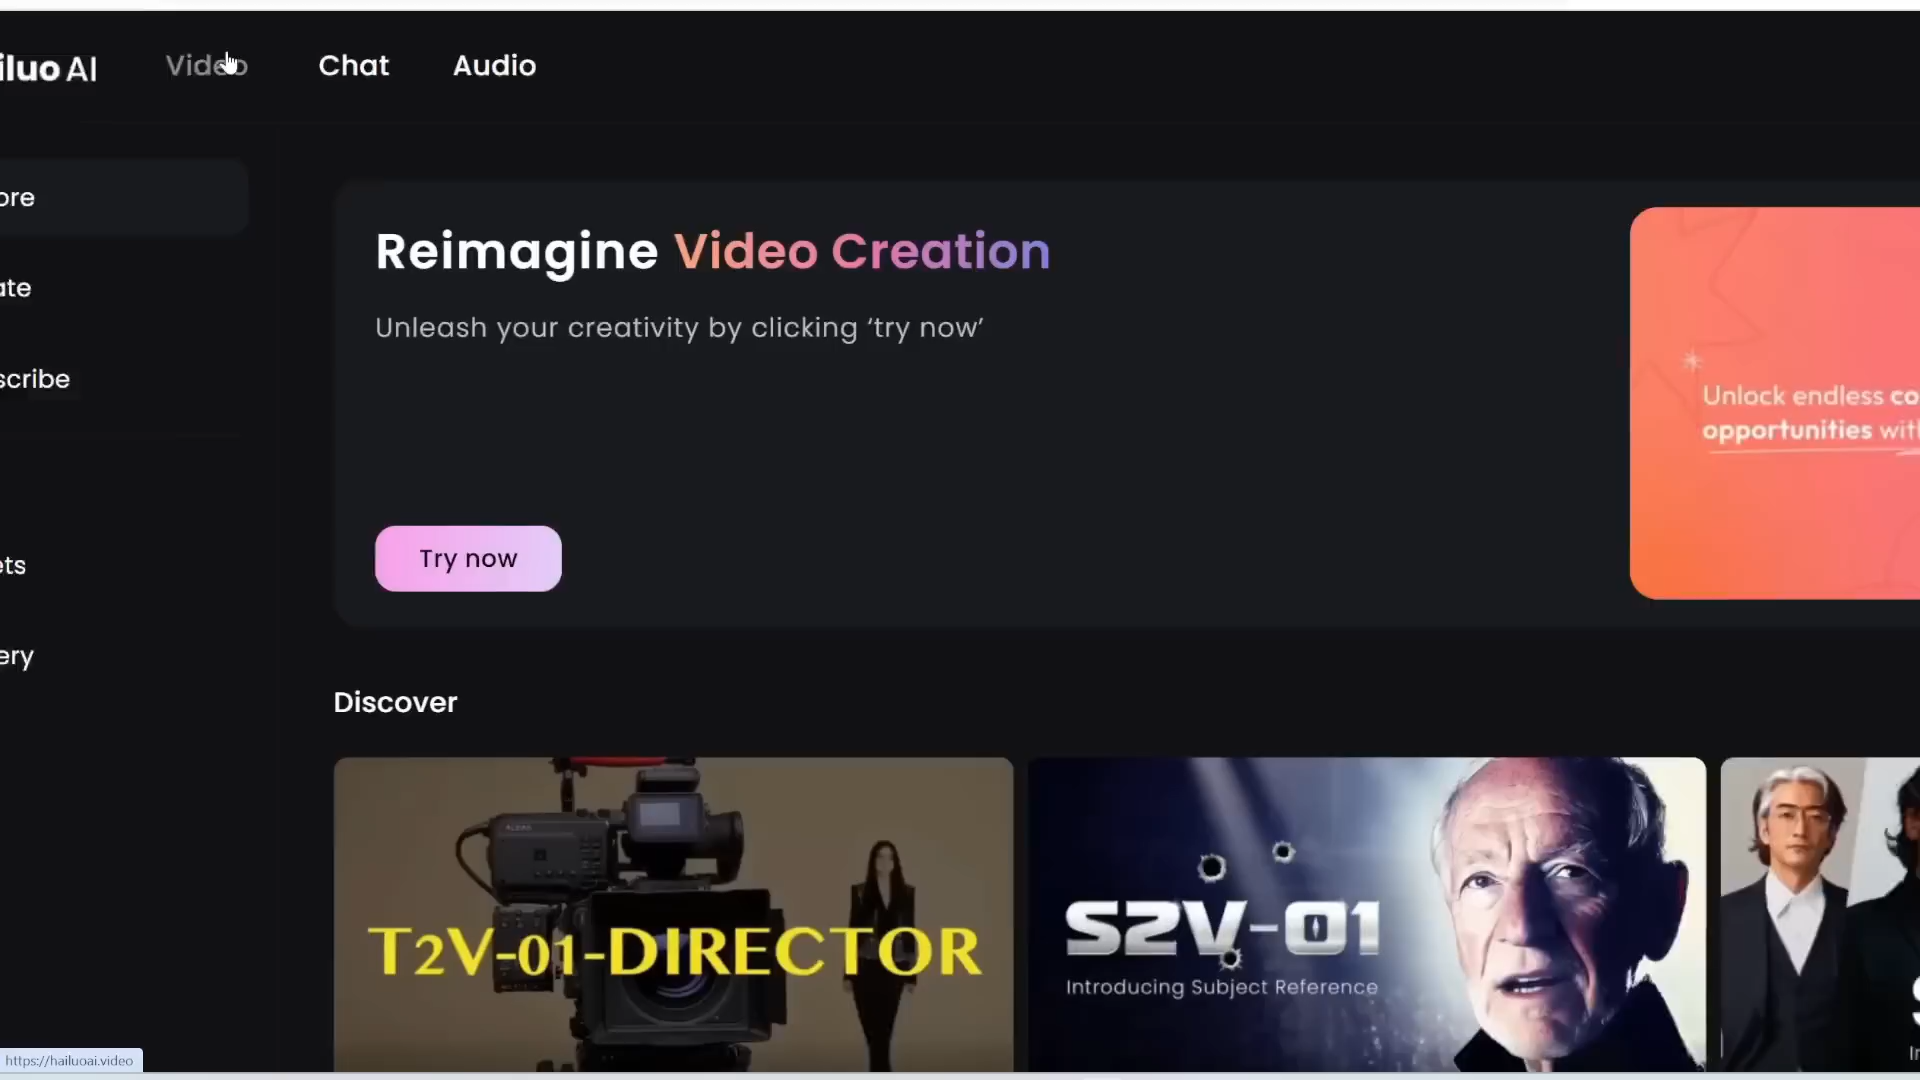 iluo AI
Video
Chat
Audio
ore
ate
scribe
ets
ery
Reimagine Video Creation
Unleash your creativity by clicking ‘try now’
Try now
Unlock endless co
opportunities with
Discover
T2V-01-DIRECTOR
S2V-01
Introducing Subject Reference
https://hailuoai.video